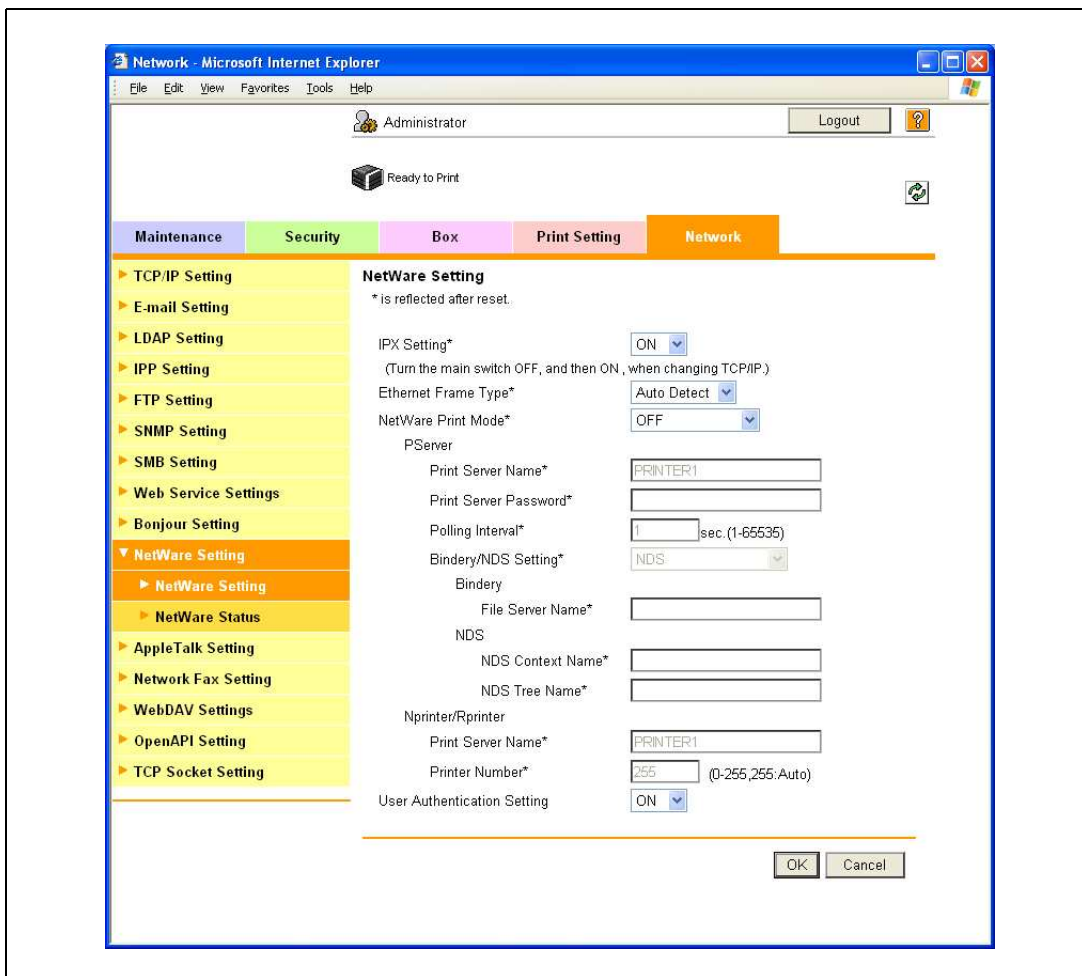 Network - Microsoft Internet Explorer
File Edit View Favorites Tools Help
Administrator
Logout
?
Ready to Print
Maintenance Security Box Print Setting Network
TCP/IP Setting
E-mail Setting
LDAP Setting
IPP Setting
FTP Setting
SNMP Setting
SMB Setting
Web Service Settings
Bonjour Setting
NetWare Setting
NetWare Setting
NetWare Status
AppleTalk Setting
Network Fax Setting
WebDAV Settings
OpenAPI Setting
TCP Socket Setting
NetWare Setting
* is reflected after reset.
IPX Setting* ON
(Turn the main switch OFF, and then ON , when changing TCP/IP.)
Ethernet Frame Type* Auto Detect
NetWare Print Mode* OFF
PServer
Print Server Name* PRINTER1
Print Server Password*
Polling Interval* 1 sec.(1-65535)
Bindery/NDS Setting* NDS
Bindery
File Server Name*
NDS
NDS Context Name*
NDS Tree Name*
Nprinter/Rprinter
Print Server Name* PRINTER1
Printer Number* 255 (0-255,255:Auto)
User Authentication Setting ON
OK Cancel